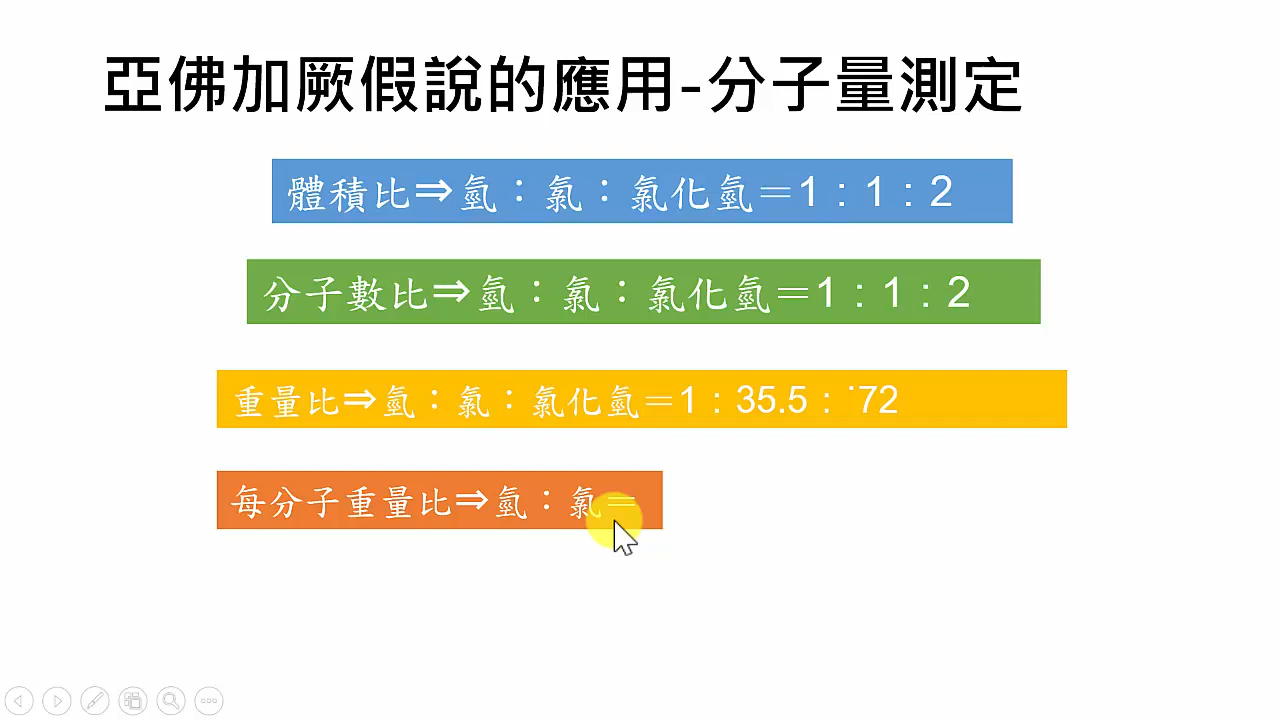 亞佛加厥假說的應用-分子量測定
體積比⇒氫：氯：氯化氫＝1：1：2
分子數比⇒氫：氯：氯化氫＝1：1：2
重量比⇒氫：氯：氯化氫＝1：35.5：˙72
每分子重量比⇒氫：氯＝